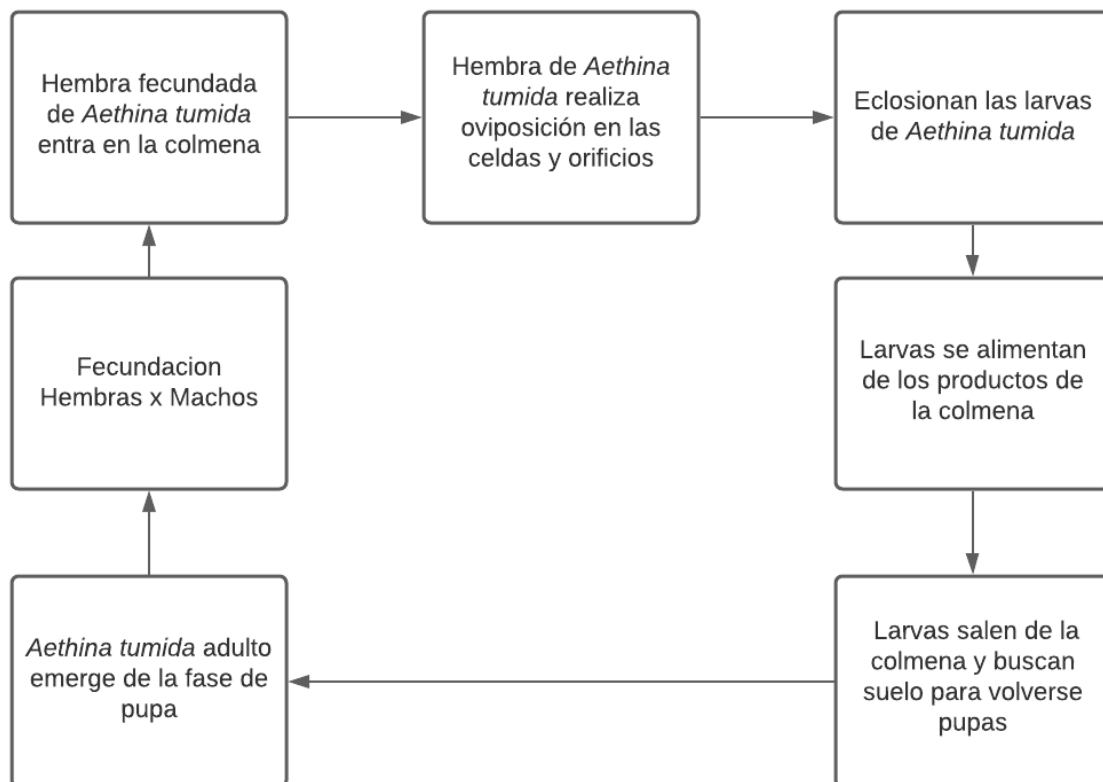 Hembra fecundada
de Aethina tumida
entra en la colmena
Hembra de Aethina
tumida realiza
oviposición en las
celdas y orificios
Eclosionan las larvas
de Aethina tumida
Larvas se alimentan
de los productos de
la colmena
Larvas salen de la
colmena y buscan
suelo para volverse
pupas
Aethina tumida adulto
emerge de la fase de
pupa
Fecundacion
Hembras x Machos